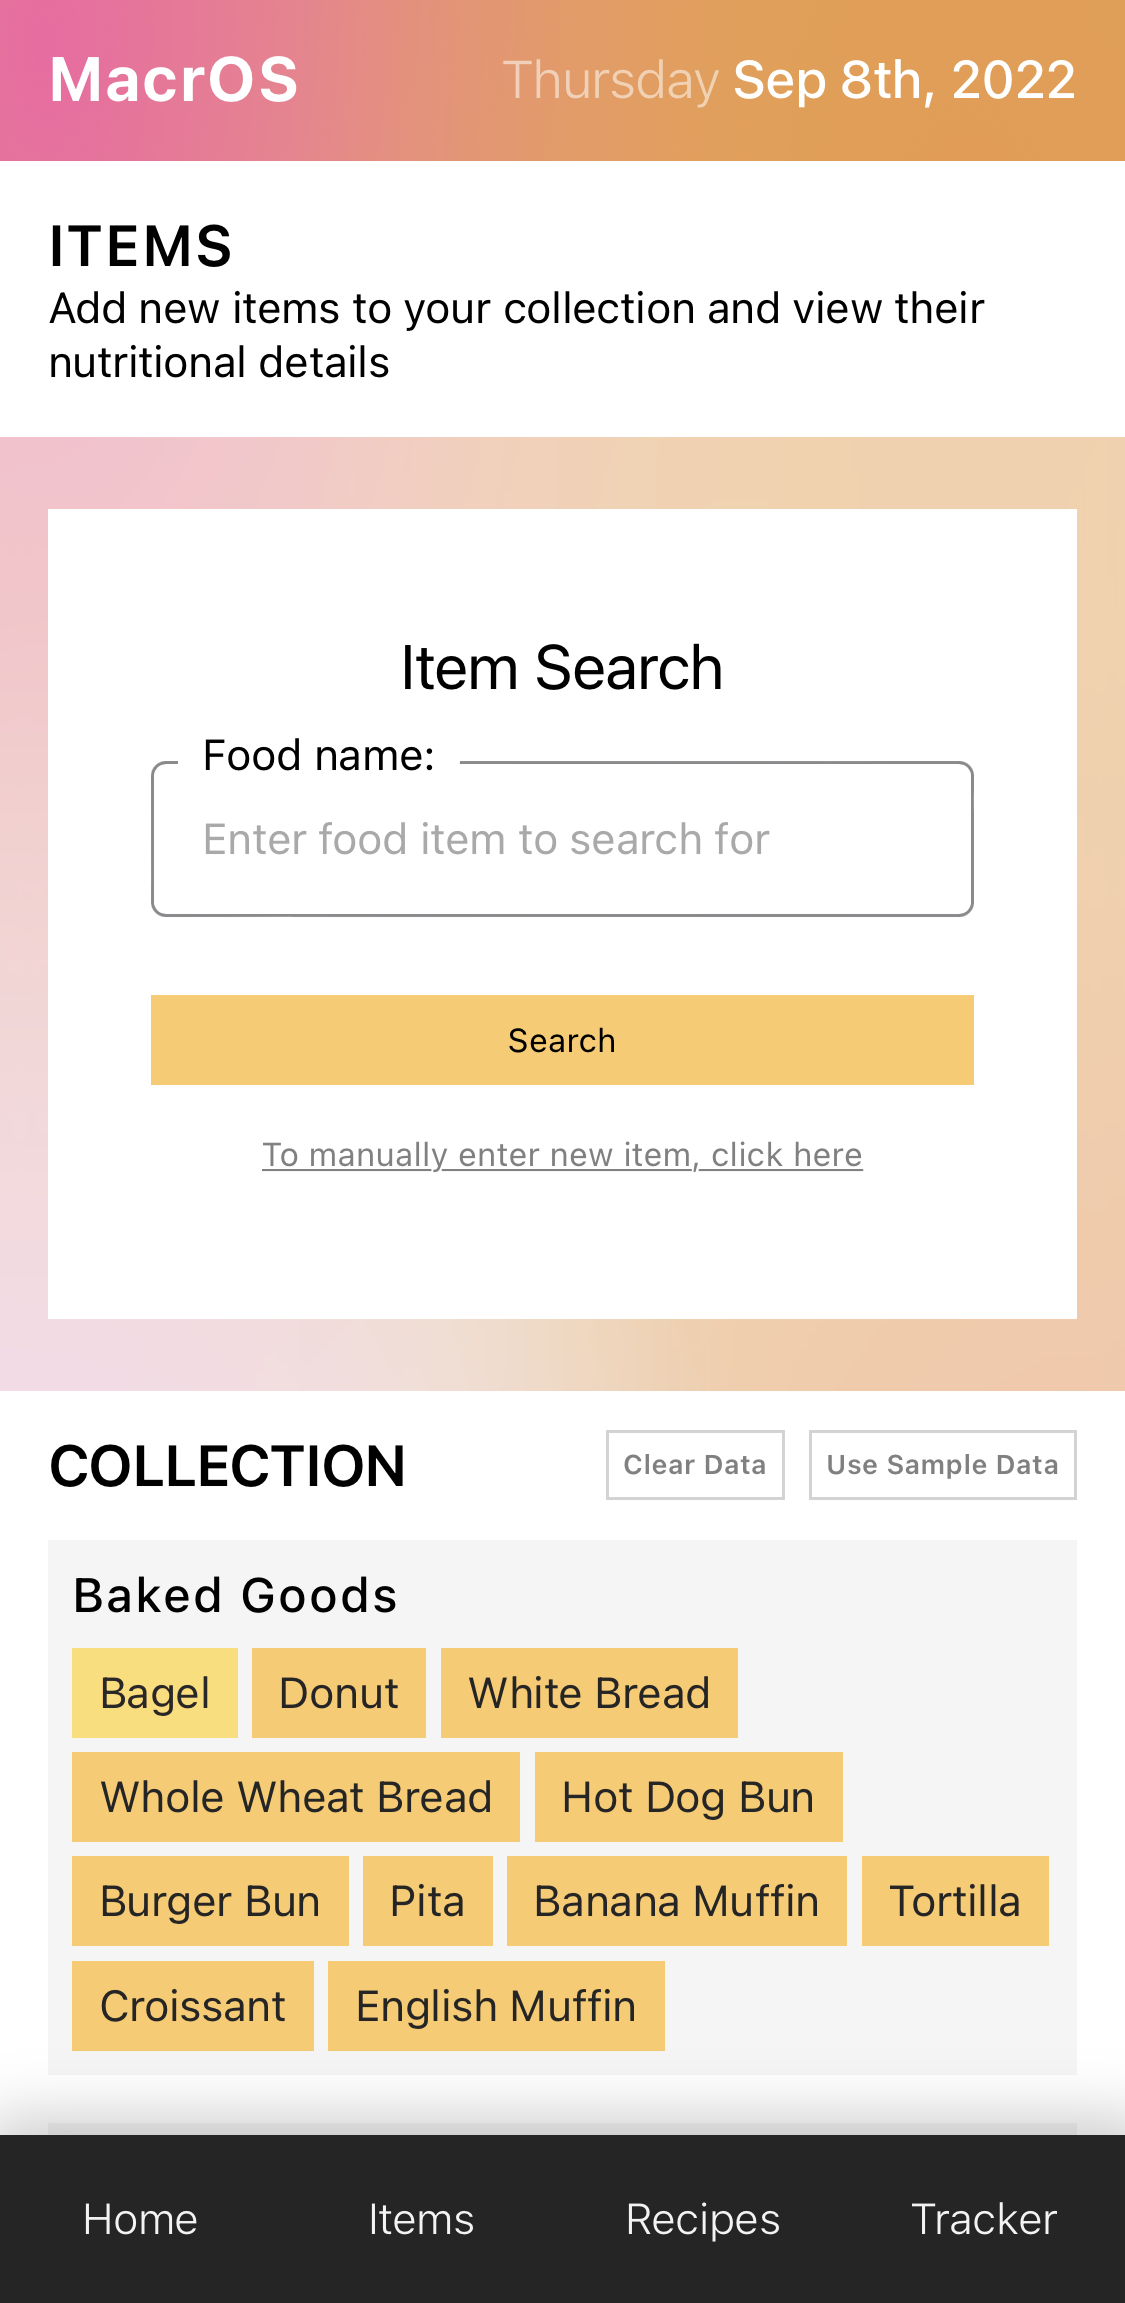 MacrOS Thursday Sep 8th, 2022
ITEMS
Add new items to your collection and view their
nutritional details
Item Search
Food name:
Enter food item to search for
Search
To manually enter new item, click here
COLLECTION Clear Data Use Sample Data
Baked Goods
Bagel Donut White Bread
Whole Wheat Bread Hot Dog Bun
Burger Bun Pita Banana Muffin Tortilla
Croissant English Muffin
Home Items Recipes Tracker